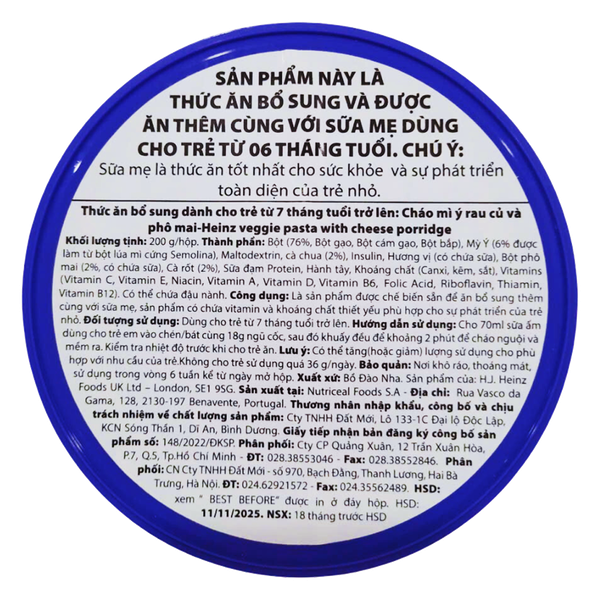 SẢN PHẨM NÀY LÀ
THỨC ĂN BỔ SUNG VÀ ĐƯỢC
ĂN THÊM CÙNG VỚI SỮA MẸ DÙNG
CHO TRẺ TỪ 06 THÁNG TUỔI. CHÚ Ý:
Sữa mẹ là thức ăn tốt nhất cho sức khỏe và sự phát triển
toàn diện của trẻ nhỏ.
Thức ăn bổ sung dành cho trẻ từ 7 tháng tuổi trở lên: Cháo mì ý rau củ và
phô mai-Heinz veggie pasta with cheese porridge
Khối lượng tịnh: 200 g/hộp. Thành phần: Bột (76%, Bột gạo, Bột cám gạo, Bột bắp), Mỳ Ý (6% được
làm từ bột lúa mì cứng Semolina), Maltodextrin, cà chua (2%), Insulin, Hương vị (có chứa sữa), Bột phô
mai (2%, có chứa sữa), Cà rốt (2%), Sữa đạm Protein, Hành tây, Khoáng chất (Canxi, kẽm, sắt), Vitamins
(Vitamin C, Vitamin E, Niacin, Vitamin A, Vitamin D, Vitamin B6, Folic Acid, Riboflavin, Thiamin,
Vitamin B12). Có thể chứa đậu nành. Công dụng: Là sản phẩm được chế biến sẵn để ăn bổ sung thêm
cùng với sữa mẹ, sản phẩm có chứa vitamin và khoáng chất thiết yếu phù hợp cho sự phát triển của trẻ
nhỏ. Đối tượng sử dụng: Dùng cho trẻ từ 7 tháng tuổi trở lên. Hướng dẫn sử dụng: Cho 70ml sữa ấm
dùng cho trẻ em vào chén/bát cùng 18g ngũ cốc, sau đó khuấy đều để khoảng 2 phút để cháo nguội và
mềm ra. Kiểm tra nhiệt độ trước khi cho trẻ ăn. Lưu ý: Có thể tăng(hoặc giảm) lượng sử dụng cho phù
hợp với nhu cầu của trẻ.Không cho trẻ sử dụng quá 36 g/ngày. Bảo quản: Nơi khô ráo, thoáng mát,
sử dụng trong vòng 6 tuần kể từ ngày mở hộp. Xuất xứ: Bồ Đào Nha. Sản phẩm của: H.J. Heinz
Foods UK Ltd – London, SE1 9SG. Sản xuất tại: Nutriceal Foods S.A - Địa chỉ: Rua Vasco da
Gama, 128, 2130-197 Benavente, Portugal. Thương nhân nhập khẩu, công bố và chịu
trách nhiệm về chất lượng sản phẩm: Cty TNHH Đất Mới, Lô 133-1C Đại lộ Độc Lập,
KCN Sóng Thần 1, Dĩ An, Bình Dương. Giấy tiếp nhận bản đăng ký công bố sản
phẩm số: 148/2022/ĐKSP. Phân phối: Cty CP Quảng Xuân, 12 Trần Xuân Hòa,
P.7, Q.5, Tp.Hồ Chí Minh - ĐT: 028.38553046 - Fax: 028.38552846. Phân
phối: CN Cty TNHH Đất Mới - số 970, Bạch Đằng, Thanh Lương, Hai Bà
Trưng, Hà Nội. ĐT: 024.62921572 - Fax: 024.35562489. HSD:
xem " BEST BEFORE" được in ở đáy hộp. HSD:
11/11/2025. NSX: 18 tháng trước HSD